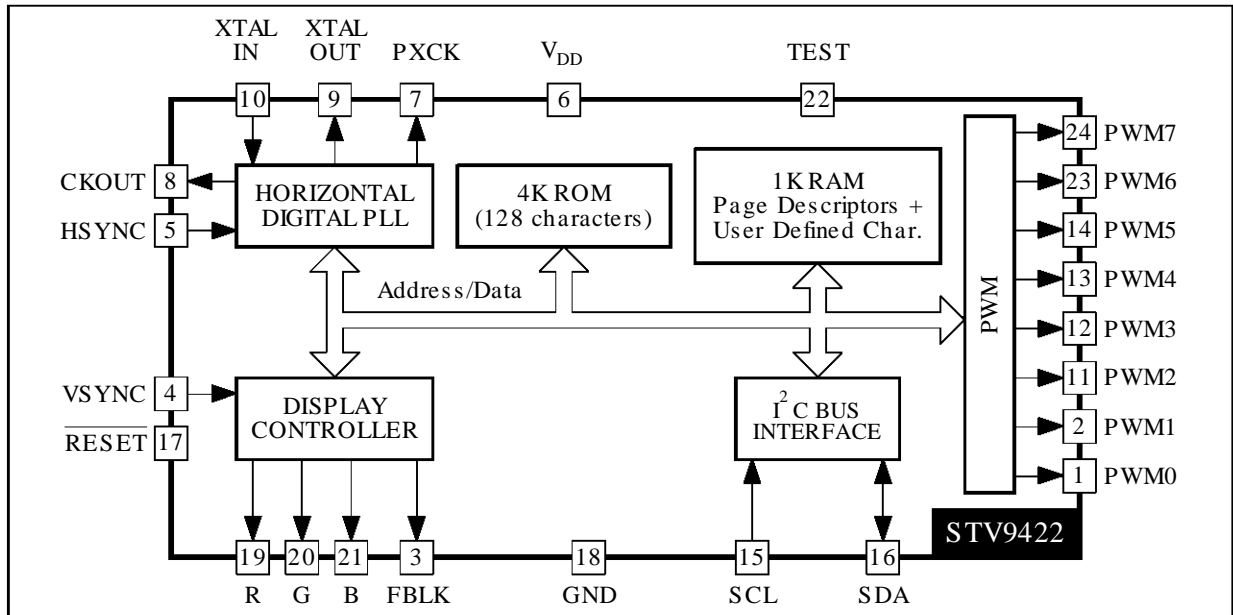 XTAL IN
XTAL OUT
PXCK
VDD
TEST
10
9
7
6
22
CKOUT 8
HSYNC 5
HORIZONTAL
DIGITAL PLL
4K ROM
(128 characters)
1K RAM
Page Descriptors +
User Defined Char.
Address/Data
PWM
24 PWM7
23 PWM6
14 PWM5
13 PWM4
12 PWM3
11 PWM2
2 PWM1
1 PWM0
VSYNC 4
RESET 17
DISPLAY
CONTROLLER
I2C BUS
INTERFACE
STV9422
19
20
21
3
18
15
16
R
G
B
FBLK
GND
SCL
SDA